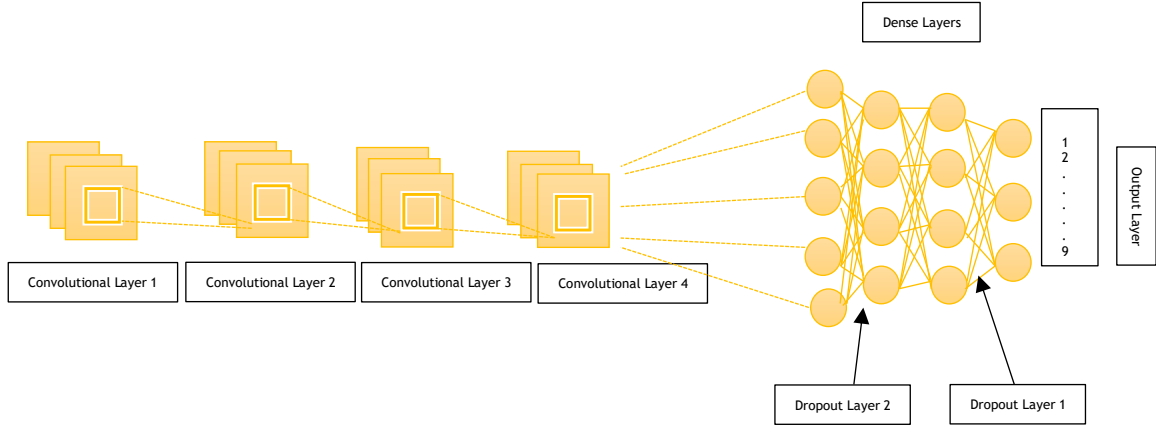 Dense Layers
1
2
.
.
.
.
.
9
Output Layer
Convolutional Layer 1
Convolutional Layer 2
Convolutional Layer 3
Convolutional Layer 4
Dropout Layer 2
Dropout Layer 1